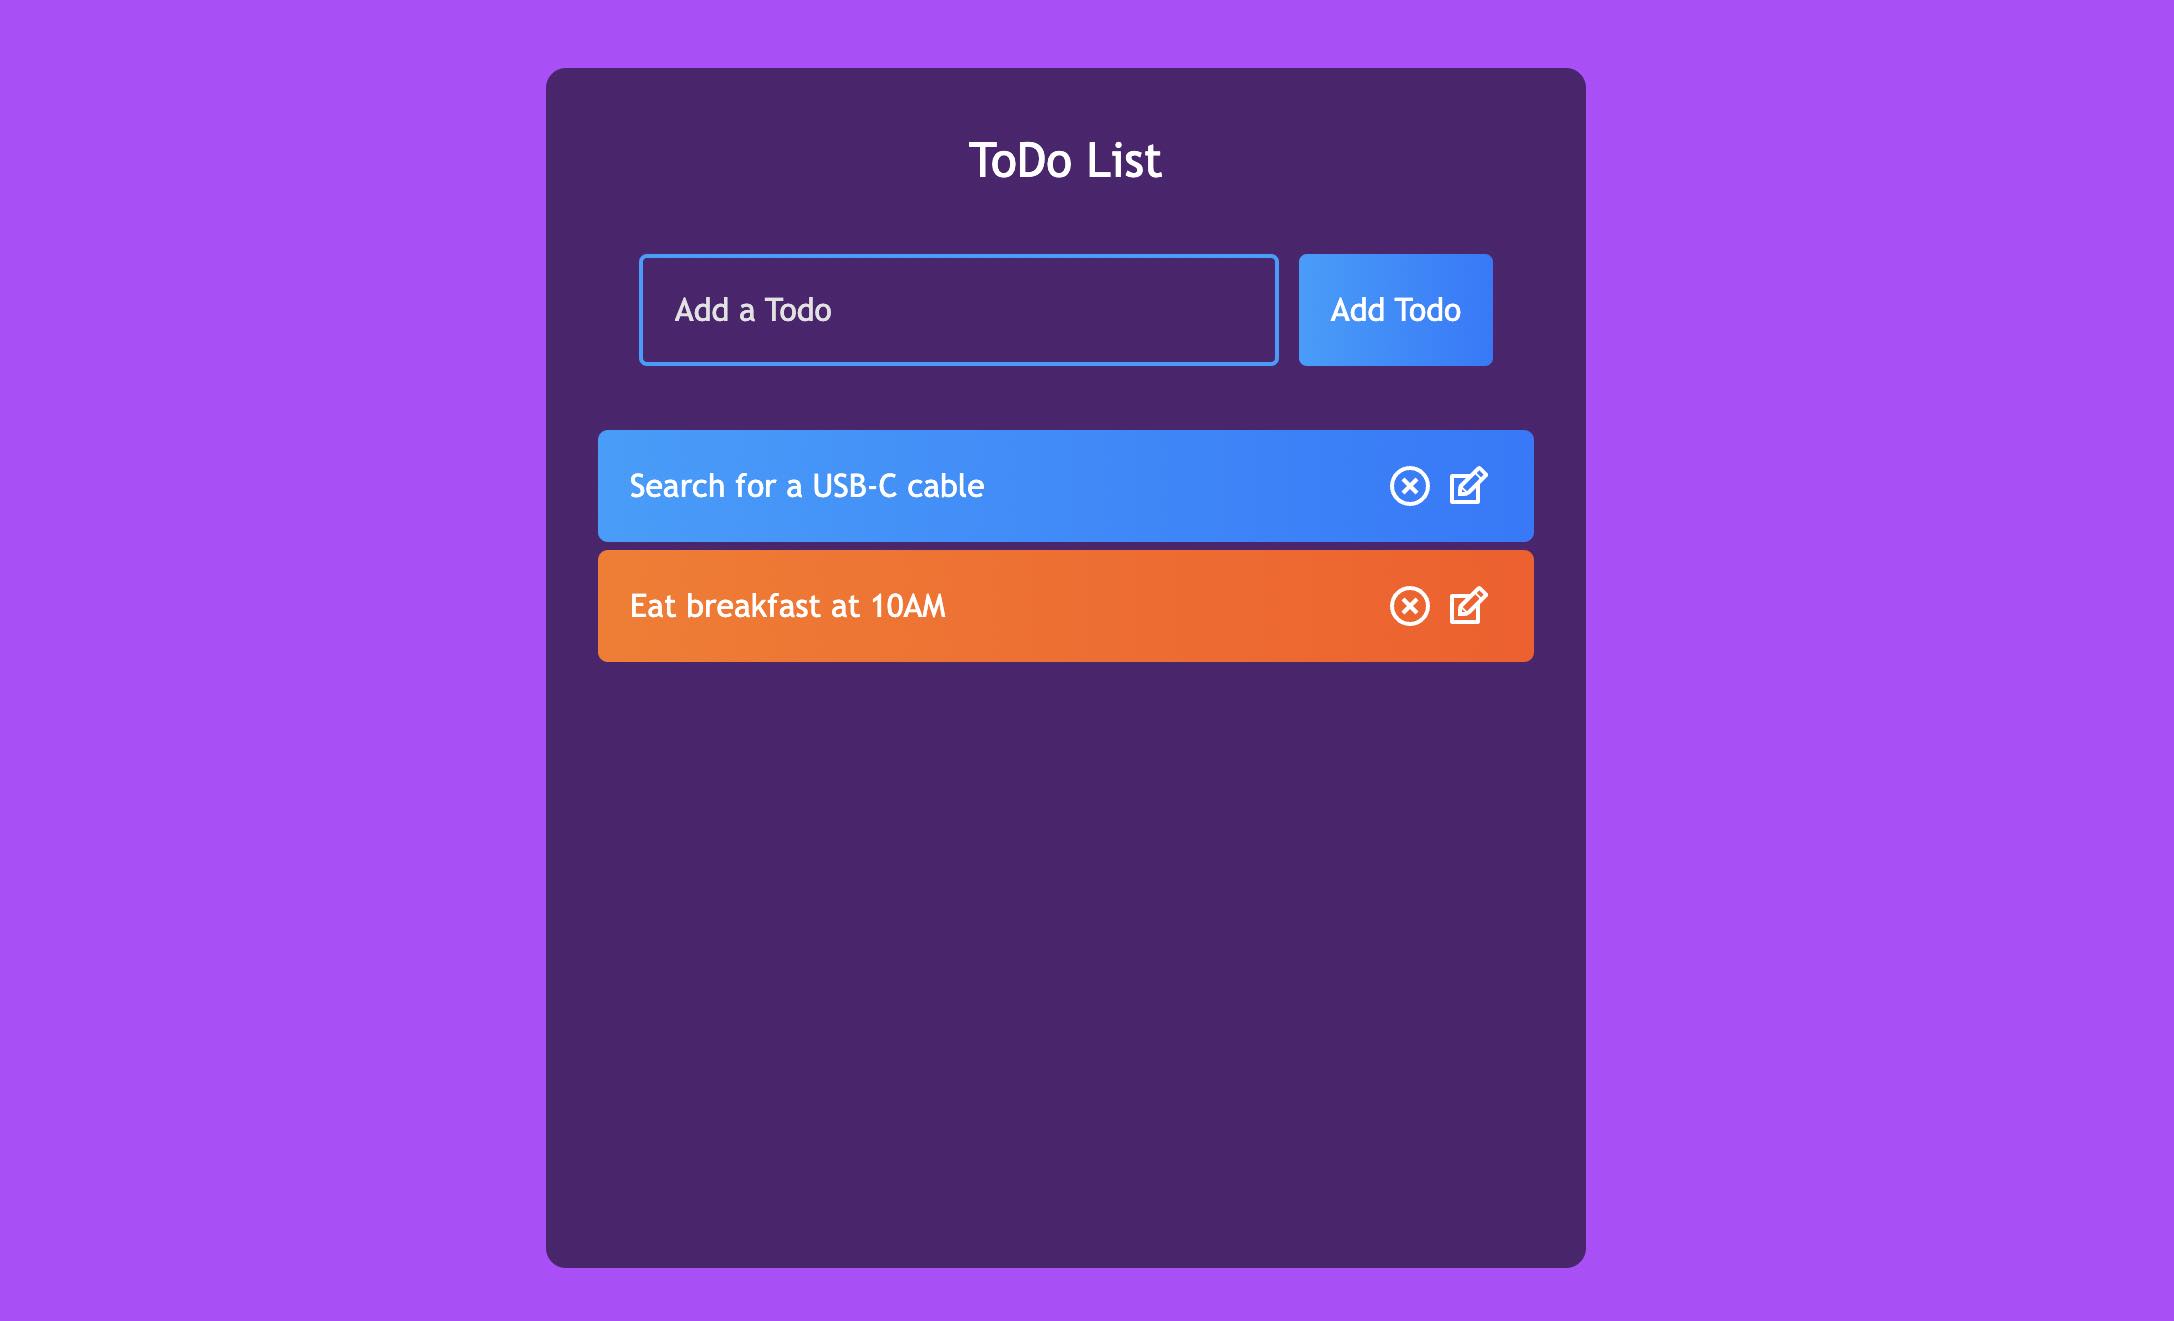 ToDo List
Add a Todo
Add Todo
Search for a USB-C cable
Eat breakfast at 10AM